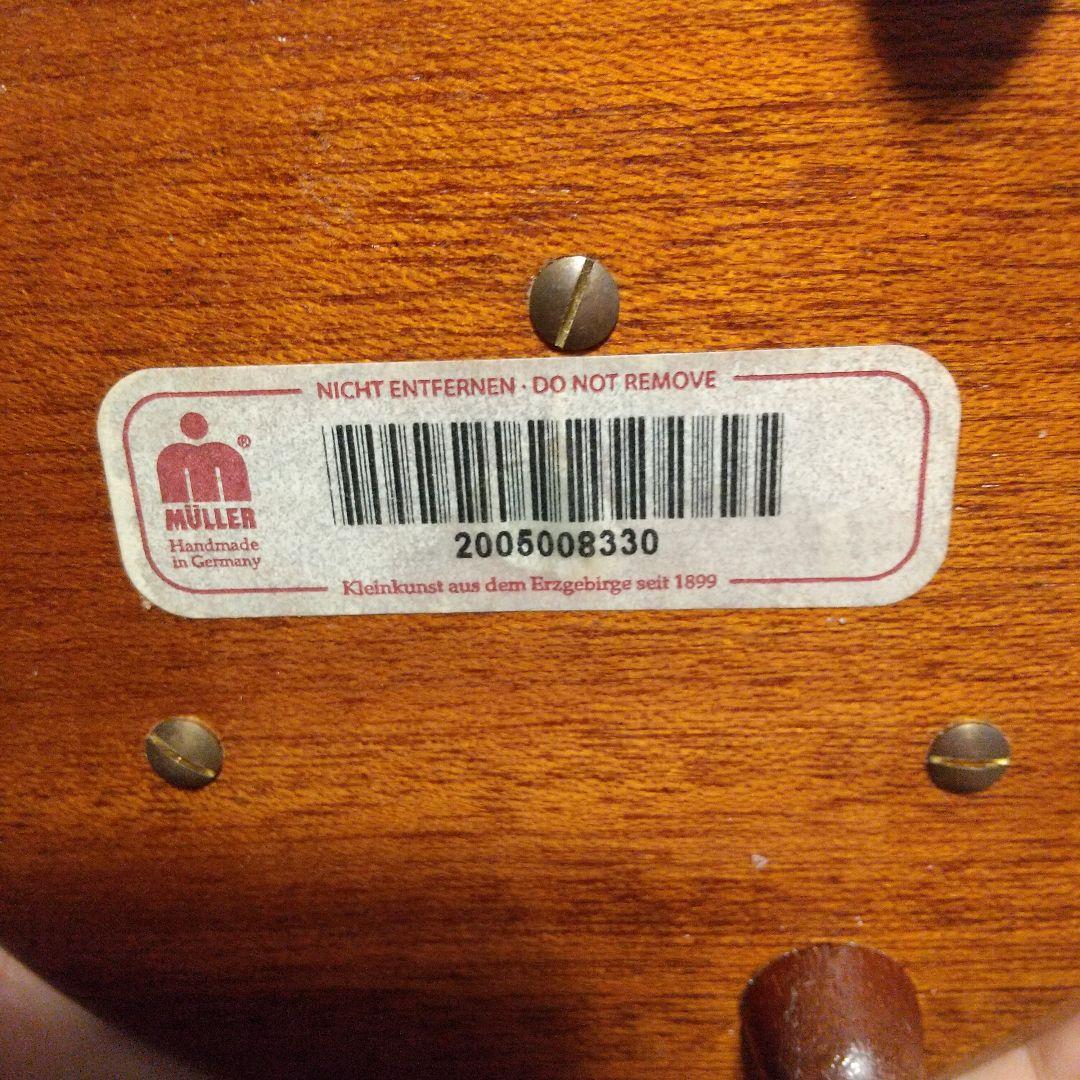 NICHT ENTFERNEN · DO NOT REMOVE
MÜLLER®
Handmade
in Germany
2005008330
Kleinkunst aus dem Erzgebirge seit 1899